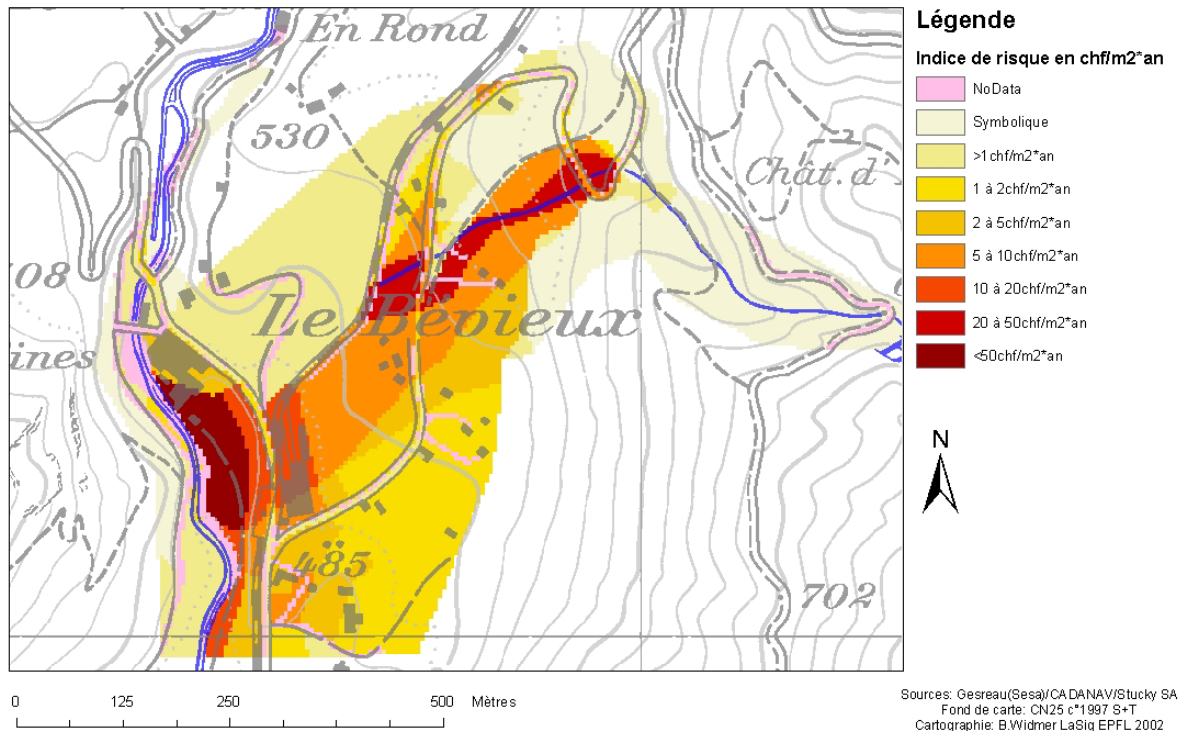 En Rond
530
Chât. d'
108
Le Bévieux
ines
485
702
Légende
Indice de risque en chf/m2*an
NoData
Symbolique
>1chf/m2*an
1 à 2chf/m2*an
2 à 5chf/m2*an
5 à 10chf/m2*an
10 à 20chf/m2*an
20 à 50chf/m2*an
<50chf/m2*an
N
0 125 250 500 Mètres
Sources: Gesreau(Sesa)/CADANAV/Stucky SA
Fond de carte: CN25 c°1997 S+T
Cartographie: B.Widmer LaSig EPFL 2002